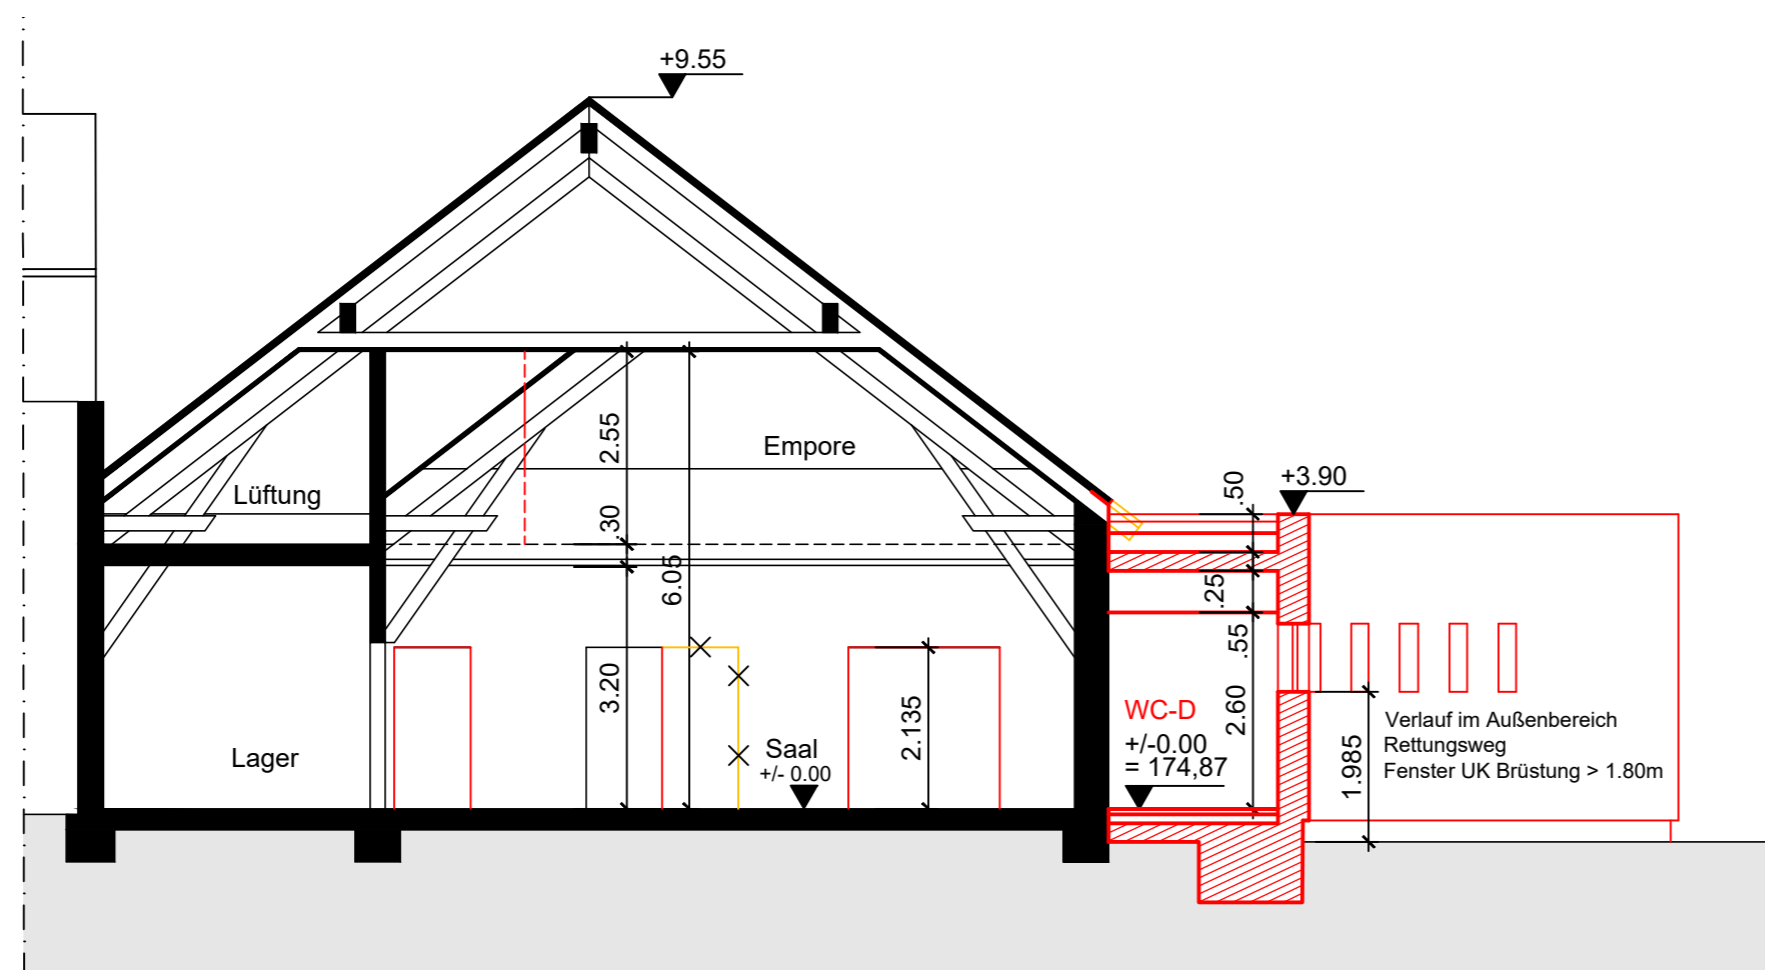 +9.55
Empore
2.55
Lüftung
.30
6.05
+3.90
.50
.25
.55
3.20
2.135
2.60
WC-D
+/-0.00
= 174,87
Lager
Saal
+/- 0.00
1.985
Verlauf im Außenbereich
Rettungsweg
Fenster UK Brüstung > 1.80m